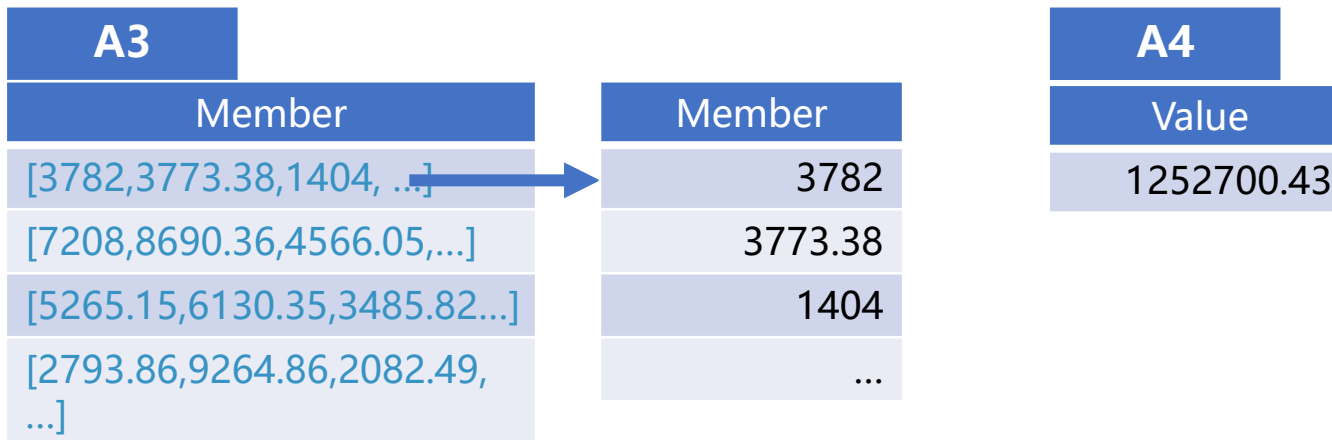 A3
Member
[3782,3773.38,1404, ...]
[7208,8690.36,4566.05,...]
[5265.15,6130.35,3485.82...]
[2793.86,9264.86,2082.49,
...]
Member
3782
3773.38
1404
...
A4
Value
1252700.43